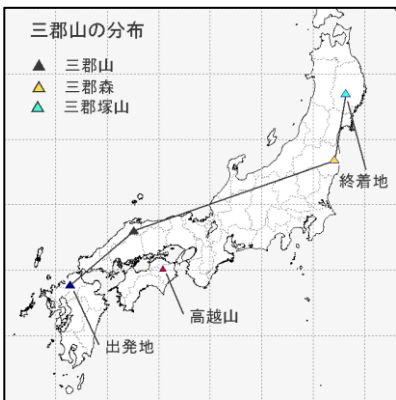 三郡山の分布
三郡山
三郡森
三郡塚山
終着地
高越山
出発地